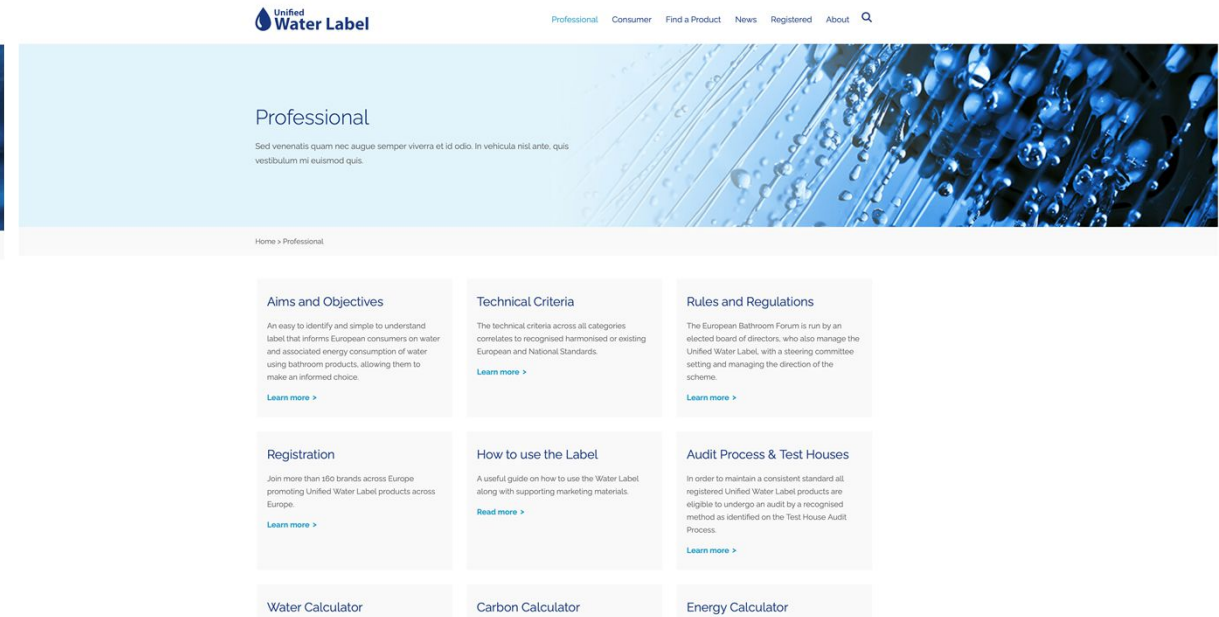 Unified
Water Label
Professional Consumer Find a Product News Registered About
Professional
Sed venenatis quam nec augue semper viverra et id odio. In vehicula nisl ante, quis
vestibulum mi euismod quis.
Home > Professional
Aims and Objectives
An easy to identify and simple to understand
label that informs European consumers on water
and associated energy consumption of water
using bathroom products, allowing them to
make an informed choice.
Learn more >
Technical Criteria
The technical criteria across all categories
correlates to recognised harmonised or existing
European and National Standards.
Learn more >
Rules and Regulations
The European Bathroom Forum is run by an
elected board of directors, who also manage the
Unified Water Label, with a steering committee
setting and managing the direction of the
scheme.
Learn more >
Registration
Join more than 160 brands across Europe
promoting Unified Water Label products across
Europe.
Learn more >
How to use the Label
A useful guide on how to use the Water Label
along with supporting marketing materials.
Read more >
Audit Process & Test Houses
In order to maintain a consistent standard all
registered Unified Water Label products are
eligible to undergo an audit by a recognised
method as identified on the Test House Audit
Process.
Learn more >
Water Calculator
Carbon Calculator
Energy Calculator